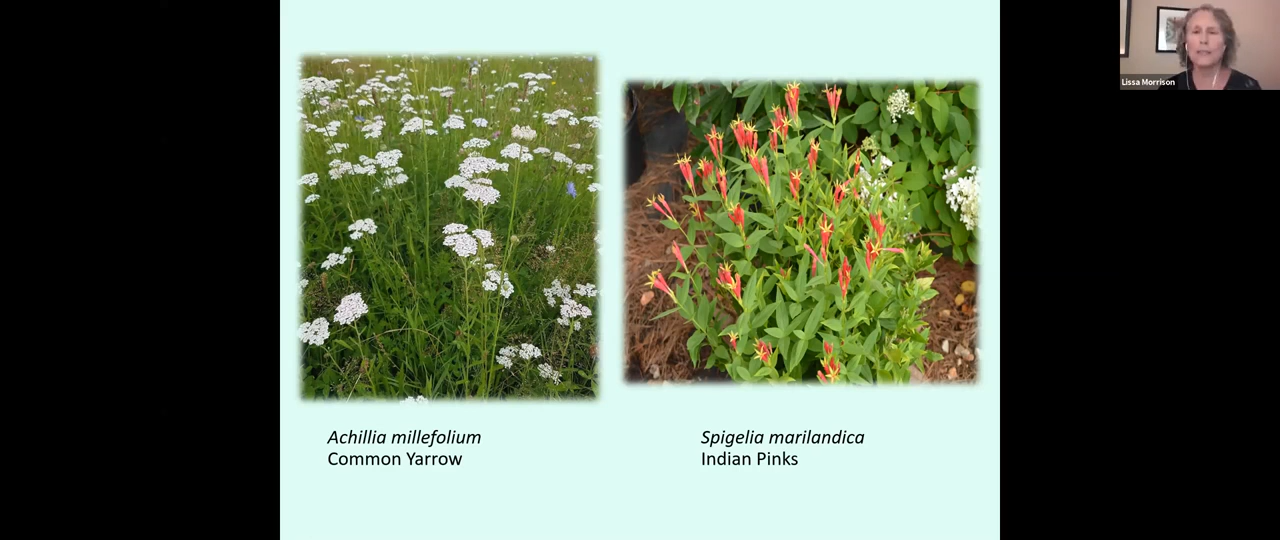 Lissa Morrison
Achillia millefolium
Common Yarrow
Spigelia marilandica
Indian Pinks